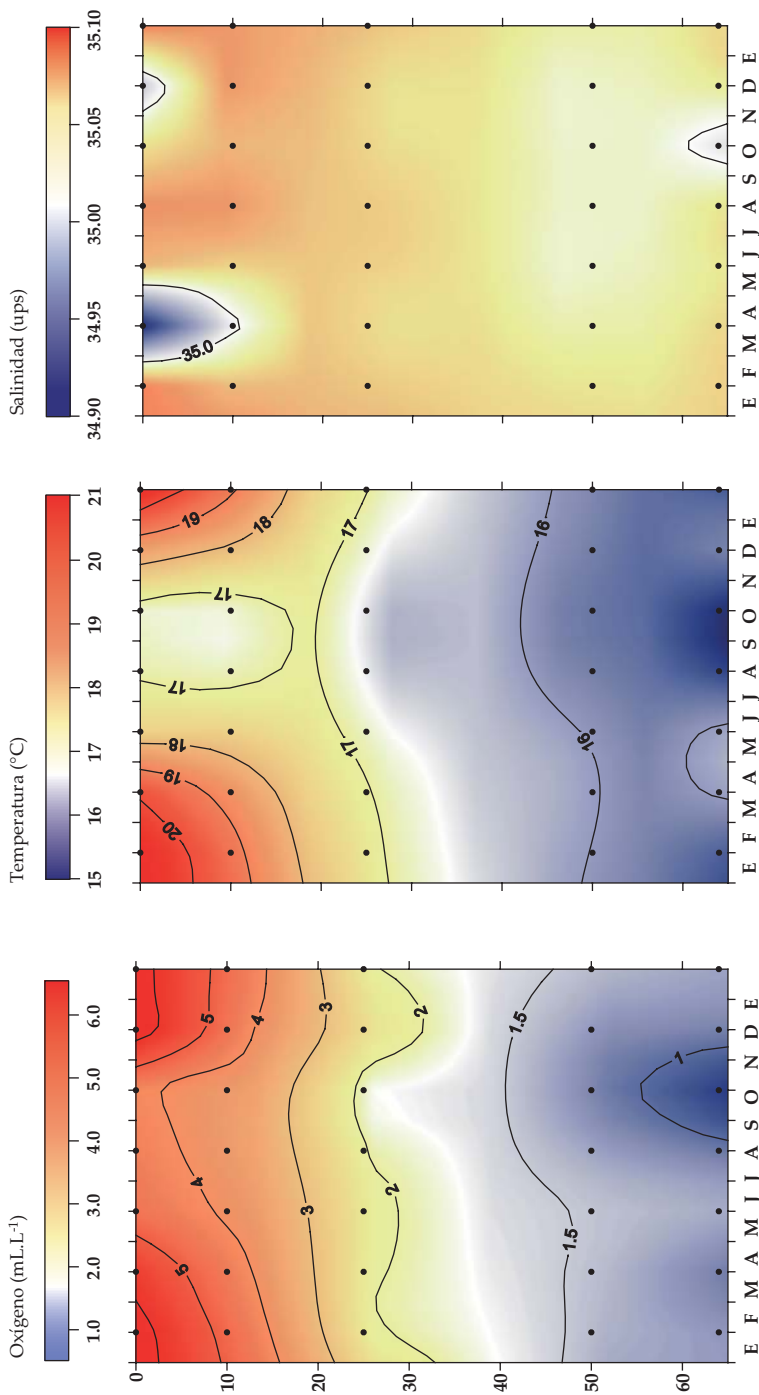 Salinidad (ups)
34.90 34.95 35.00 35.05 35.10
35.0
E F M A M J J A S O N D E
Temperatura (°C)
15 16 17 18 19 20 21
20 19 18 17 17 18 19
17 17
16 16
E F M A M J J A S O N D E
Oxígeno (mL.L-1)
1.0 2.0 3.0 4.0 5.0 6.0
0
10
20
30
40
50
60
5 4 4 5
3 3
2 2
1.5 1.5
1
E F M A M J J A S O N D E